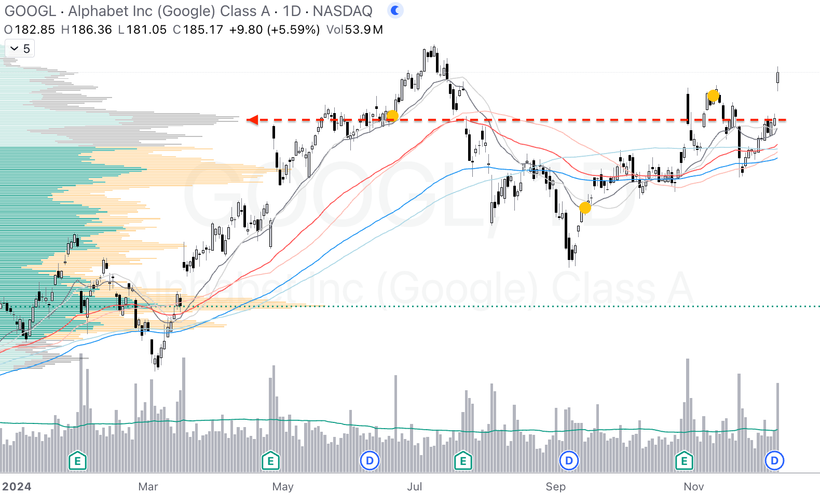 GOOGL · Alphabet Inc (Google) Class A · 1D · NASDAQ
O182.85 H186.36 L181.05 C185.17 +9.80 (+5.59%) Vol53.9M
5
GOOGL, 1D
Alphabet Inc (Google) Class A
E E D E D E D
2024 Mar May Jul Sep Nov